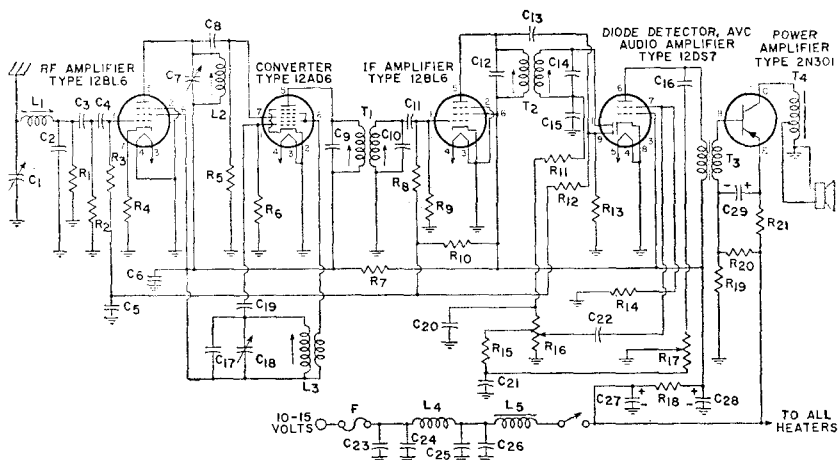 RF AMPLIFIER
TYPE 12BL6
CONVERTER
TYPE 12AD6
IF AMPLIFIER
TYPE 12BL6
DIODE DETECTOR, AVC
AUDIO AMPLIFIER
TYPE 12DS7
POWER
AMPLIFIER
TYPE 2N301
C8
C13
T4
C7
L2
C12
C14
C16
T2
L1
C3 C4
C2
T1
C11
C9
C10
C15
T3
C1
R1
R3
R2
R4
R5
R6
R8
R9
R11
R12
R13
C29
R21
R20
R19
R10
R7
C6
C5
C19
R14
C20
C22
R15
R16
R17
C17
C18
L3
C21
10-15
VOLTS
F
L4
L5
C23
C24
C25
C26
C27
R18
C28
TO ALL
HEATERS